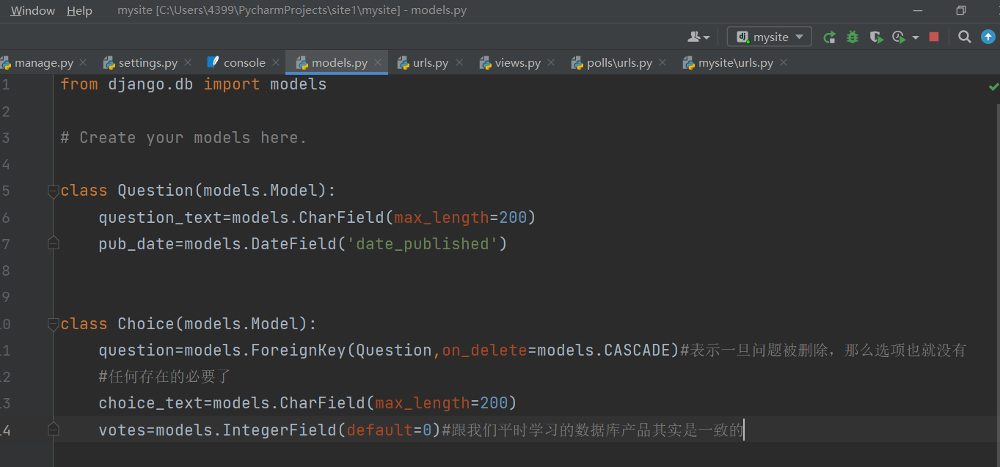 Window Help mysite [C:\Users\4399\PycharmProjects\site1\mysite] - models.py
mysite
manage.py settings.py console models.py urls.py views.py polls\urls.py mysite\urls.py
1 from django.db import models
2
3 # Create your models here.
4
5 class Question(models.Model):
6 question_text=models.CharField(max_length=200)
7 pub_date=models.DateField('date_published')
8
9
0 class Choice(models.Model):
1 question=models.ForeignKey(Question,on_delete=models.CASCADE)#表示一旦问题被删除，那么选项也就没有
2 #任何存在的必要了
3 choice_text=models.CharField(max_length=200)
4 votes=models.IntegerField(default=0)#跟我们平时学习的数据库产品其实是一致的